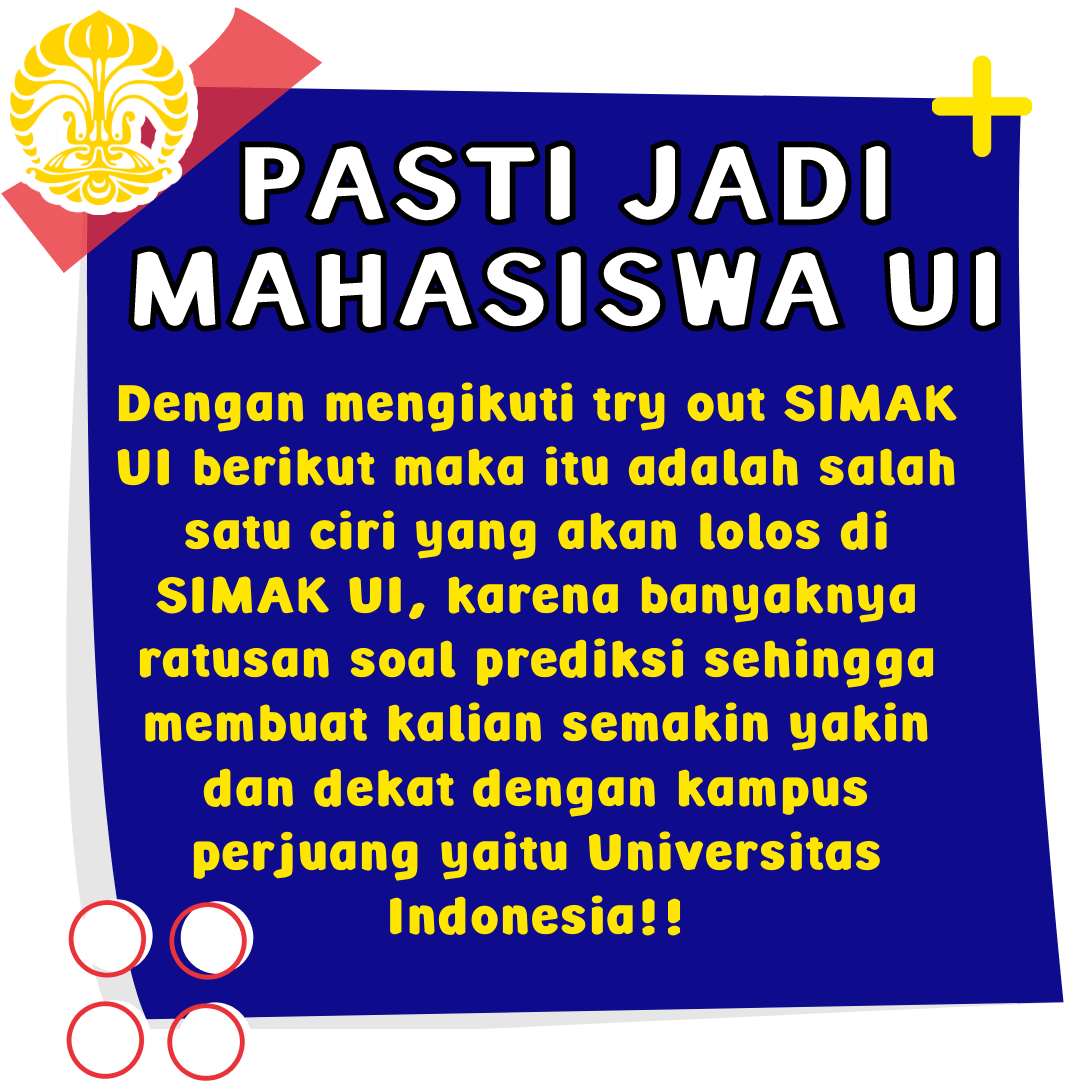 PASTI JADI
MAHASISWA UI
Dengan mengikuti try out SIMAK
UI berikut maka itu adalah salah
satu ciri yang akan lolos di
SIMAK UI, karena banyaknya
ratusan soal prediksi sehingga
membuat kalian semakin yakin
dan dekat dengan kampus
perjuang yaitu Universitas
Indonesia!!